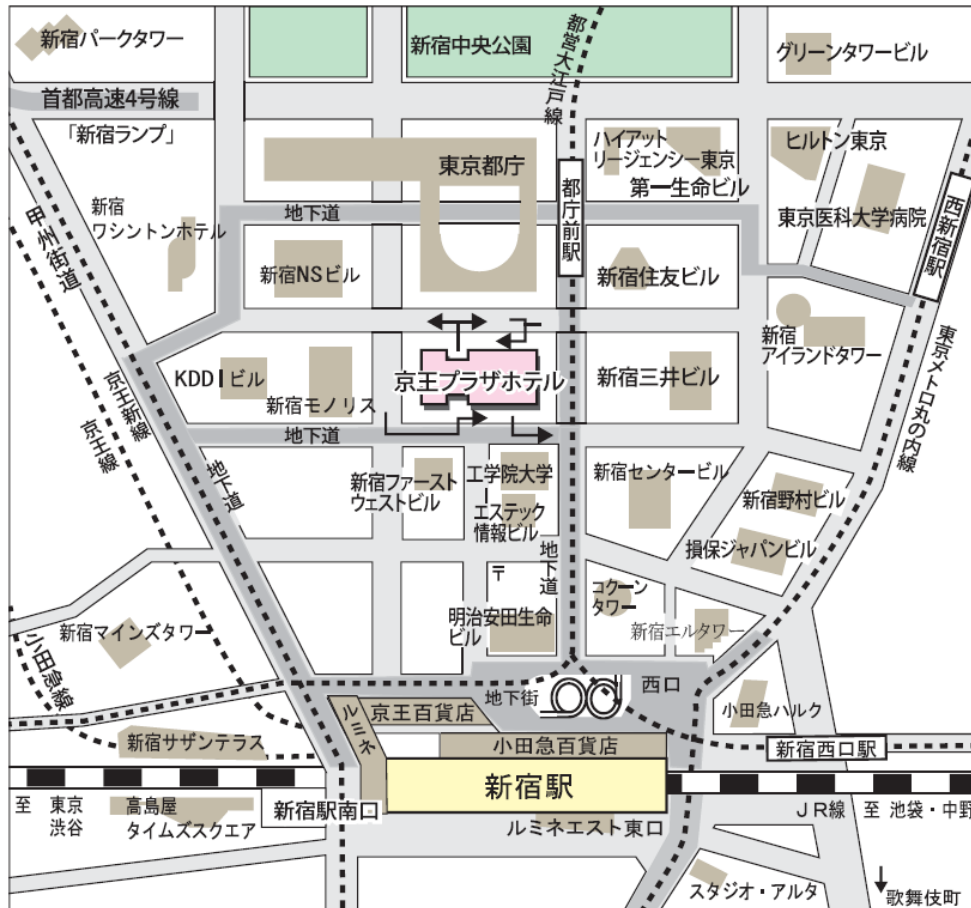 新宿パークタワー
新宿中央公園
都営大江戸線
グリーンタワービル
首都高速4号線
「新宿ランプ」
東京都庁
ハイアット
リージェンシー東京
第一生命ビル
ヒルトン東京
都庁前駅
東京医科大学病院
西新宿駅
甲州街道
新宿
ワシントンホテル
地下道
新宿NSビル
新宿住友ビル
新宿
アイランドタワー
東京メトロ丸の内線
KDDIビル
新宿モノリス
京王プラザホテル
新宿三井ビル
京王新線
京王線
地下道
地下道
新宿ファースト
ウェストビル
工学院大学
エステック
情報ビル
新宿センタービル
新宿野村ビル
損保ジャパンビル
地下道
〒
コクーン
タワー
明治安田生命
ビル
新宿エルタワー
新宿マインズタワー
小田急線
地下街
西口
小田急ハルク
ルミネ
京王百貨店
新宿サザンテラス
小田急百貨店
新宿西口駅
新宿駅
至 東京
渋谷
高島屋
タイムズスクエア
新宿駅南口
ルミネエスト東口
JR線 至 池袋・中野
スタジオ・アルタ
歌舞伎町